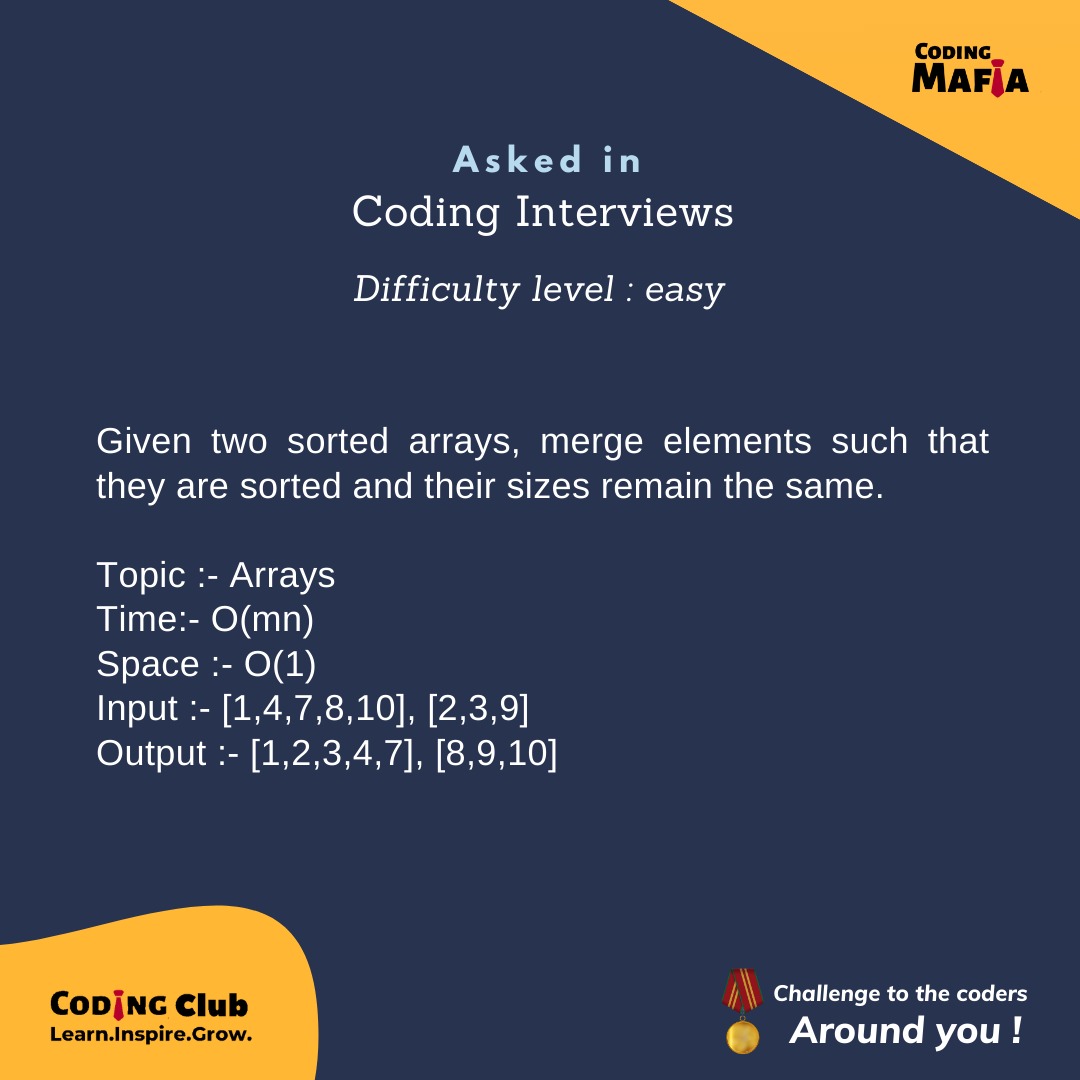 CODING
MAFIA
Asked in
Coding Interviews
Difficulty level : easy
Given two sorted arrays, merge elements such that
they are sorted and their sizes remain the same.
Topic :- Arrays
Time:- O(mn)
Space :- O(1)
Input :- [1,4,7,8,10], [2,3,9]
Output :- [1,2,3,4,7], [8,9,10]
CODING Club
Learn.Inspire.Grow.
Challenge to the coders
Around you !